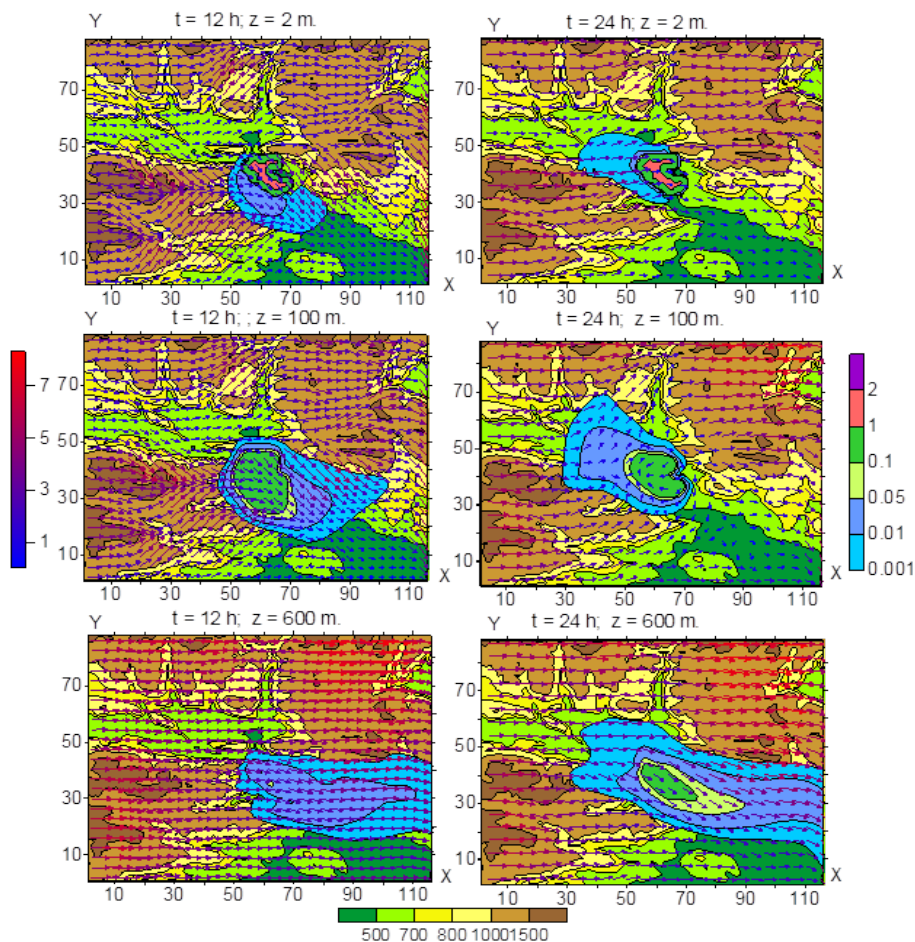 Y t = 12 h; z = 2 m.
Y t = 24 h; z = 2 m.
70
50
30
10
10 30 50 70 90 110 X
70
50
30
10
10 30 50 70 90 110 X
Y t = 12 h; ; z = 100 m.
Y t = 24 h; z = 100 m.
7
5
3
1
70
50
30
10
10 30 50 70 90 110 X
70
50
30
10
10 30 50 70 90 110 X
2
1
0.1
0.05
0.01
0.001
Y t = 12 h; z = 600 m.
Y t = 24 h; z = 600 m.
70
50
30
10
10 30 50 70 90 110 X
70
50
30
10
10 30 50 70 90 110 X
500 700 800 1000 1500